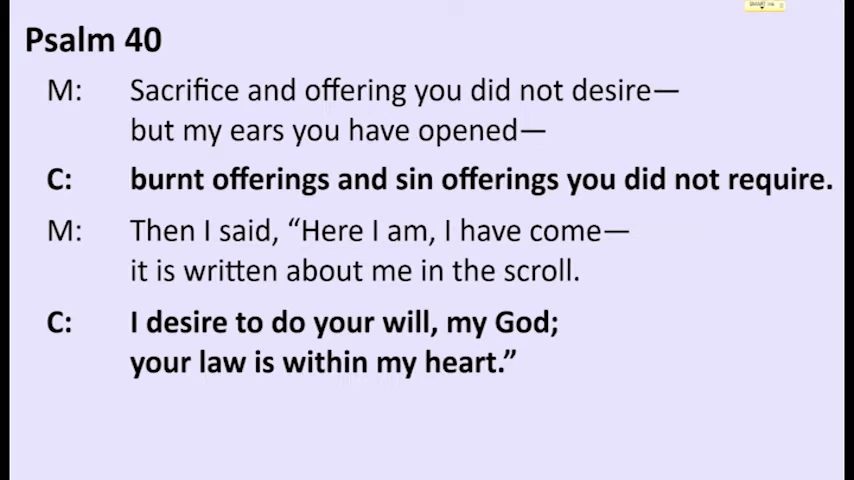 Psalm 40
M: Sacrifice and offering you did not desire—
but my ears you have opened—
C: burnt offerings and sin offerings you did not require.
M: Then I said, “Here I am, I have come—
it is written about me in the scroll.
C: I desire to do your will, my God;
your law is within my heart.”